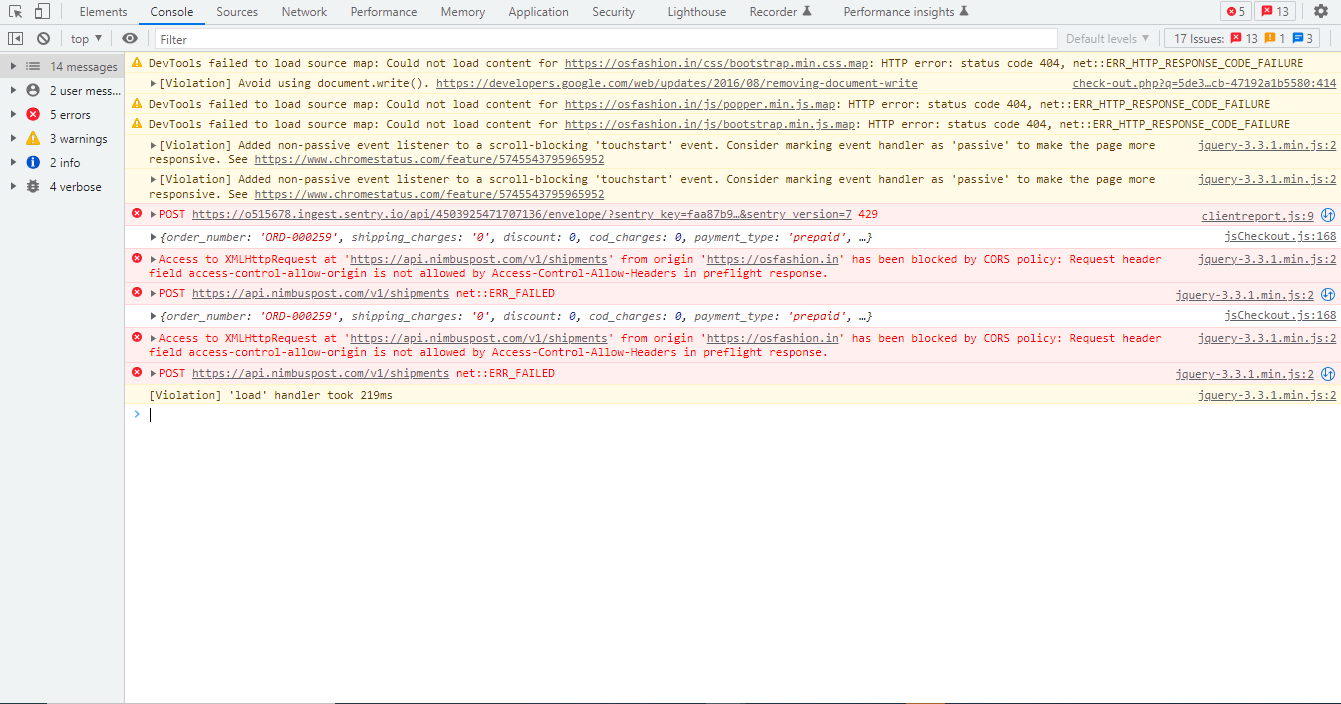 Elements Console Sources Network Performance Memory Application Security Lighthouse Recorder Performance insights 5 13
top Filter Default levels 17 Issues: 13 1 3
14 messages
2 user mess...
5 errors
3 warnings
2 info
4 verbose
DevTools failed to load source map: Could not load content for https://osfashion.in/css/bootstrap.min.css.map: HTTP error: status code 404, net::ERR_HTTP_RESPONSE_CODE_FAILURE
[Violation] Avoid using document.write(). https://developers.google.com/web/updates/2016/08/removing-document-write check-out.php?q=5de3…cb-47192a1b5580:414
DevTools failed to load source map: Could not load content for https://osfashion.in/js/popper.min.js.map: HTTP error: status code 404, net::ERR_HTTP_RESPONSE_CODE_FAILURE
DevTools failed to load source map: Could not load content for https://osfashion.in/js/bootstrap.min.js.map: HTTP error: status code 404, net::ERR_HTTP_RESPONSE_CODE_FAILURE
[Violation] Added non-passive event listener to a scroll-blocking 'touchstart' event. Consider marking event handler as 'passive' to make the page more jquery-3.3.1.min.js:2
responsive. See https://www.chromestatus.com/feature/5745543795965952
[Violation] Added non-passive event listener to a scroll-blocking 'touchstart' event. Consider marking event handler as 'passive' to make the page more jquery-3.3.1.min.js:2
responsive. See https://www.chromestatus.com/feature/5745543795965952
POST https://o515678.ingest.sentry.io/api/4503925471707136/envelope/?sentry_key=faa87b9…&sentry_version=7 429 clientreport.js:9
{order_number: 'ORD-000259', shipping_charges: '0', discount: 0, cod_charges: 0, payment_type: 'prepaid', …} jsCheckout.js:168
Access to XMLHttpRequest at 'https://api.nimbuspost.com/v1/shipments' from origin 'https://osfashion.in' has been blocked by CORS policy: Request header jquery-3.3.1.min.js:2
field access-control-allow-origin is not allowed by Access-Control-Allow-Headers in preflight response.
POST https://api.nimbuspost.com/v1/shipments net::ERR_FAILED jquery-3.3.1.min.js:2
{order_number: 'ORD-000259', shipping_charges: '0', discount: 0, cod_charges: 0, payment_type: 'prepaid', …} jsCheckout.js:168
Access to XMLHttpRequest at 'https://api.nimbuspost.com/v1/shipments' from origin 'https://osfashion.in' has been blocked by CORS policy: Request header jquery-3.3.1.min.js:2
field access-control-allow-origin is not allowed by Access-Control-Allow-Headers in preflight response.
POST https://api.nimbuspost.com/v1/shipments net::ERR_FAILED jquery-3.3.1.min.js:2
[Violation] 'load' handler took 219ms jquery-3.3.1.min.js:2